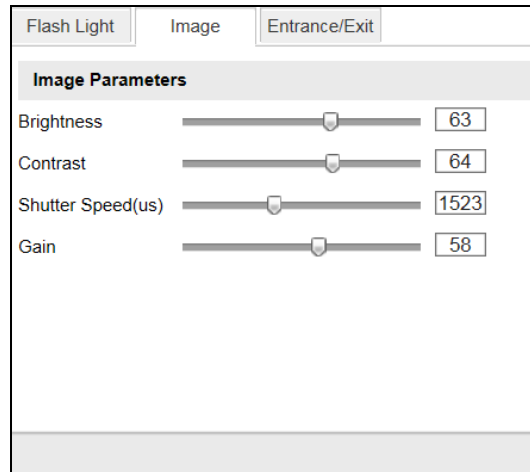 Flash Light Image Entrance/Exit
Image Parameters
Brightness 63
Contrast 64
Shutter Speed(us) 1523
Gain 58